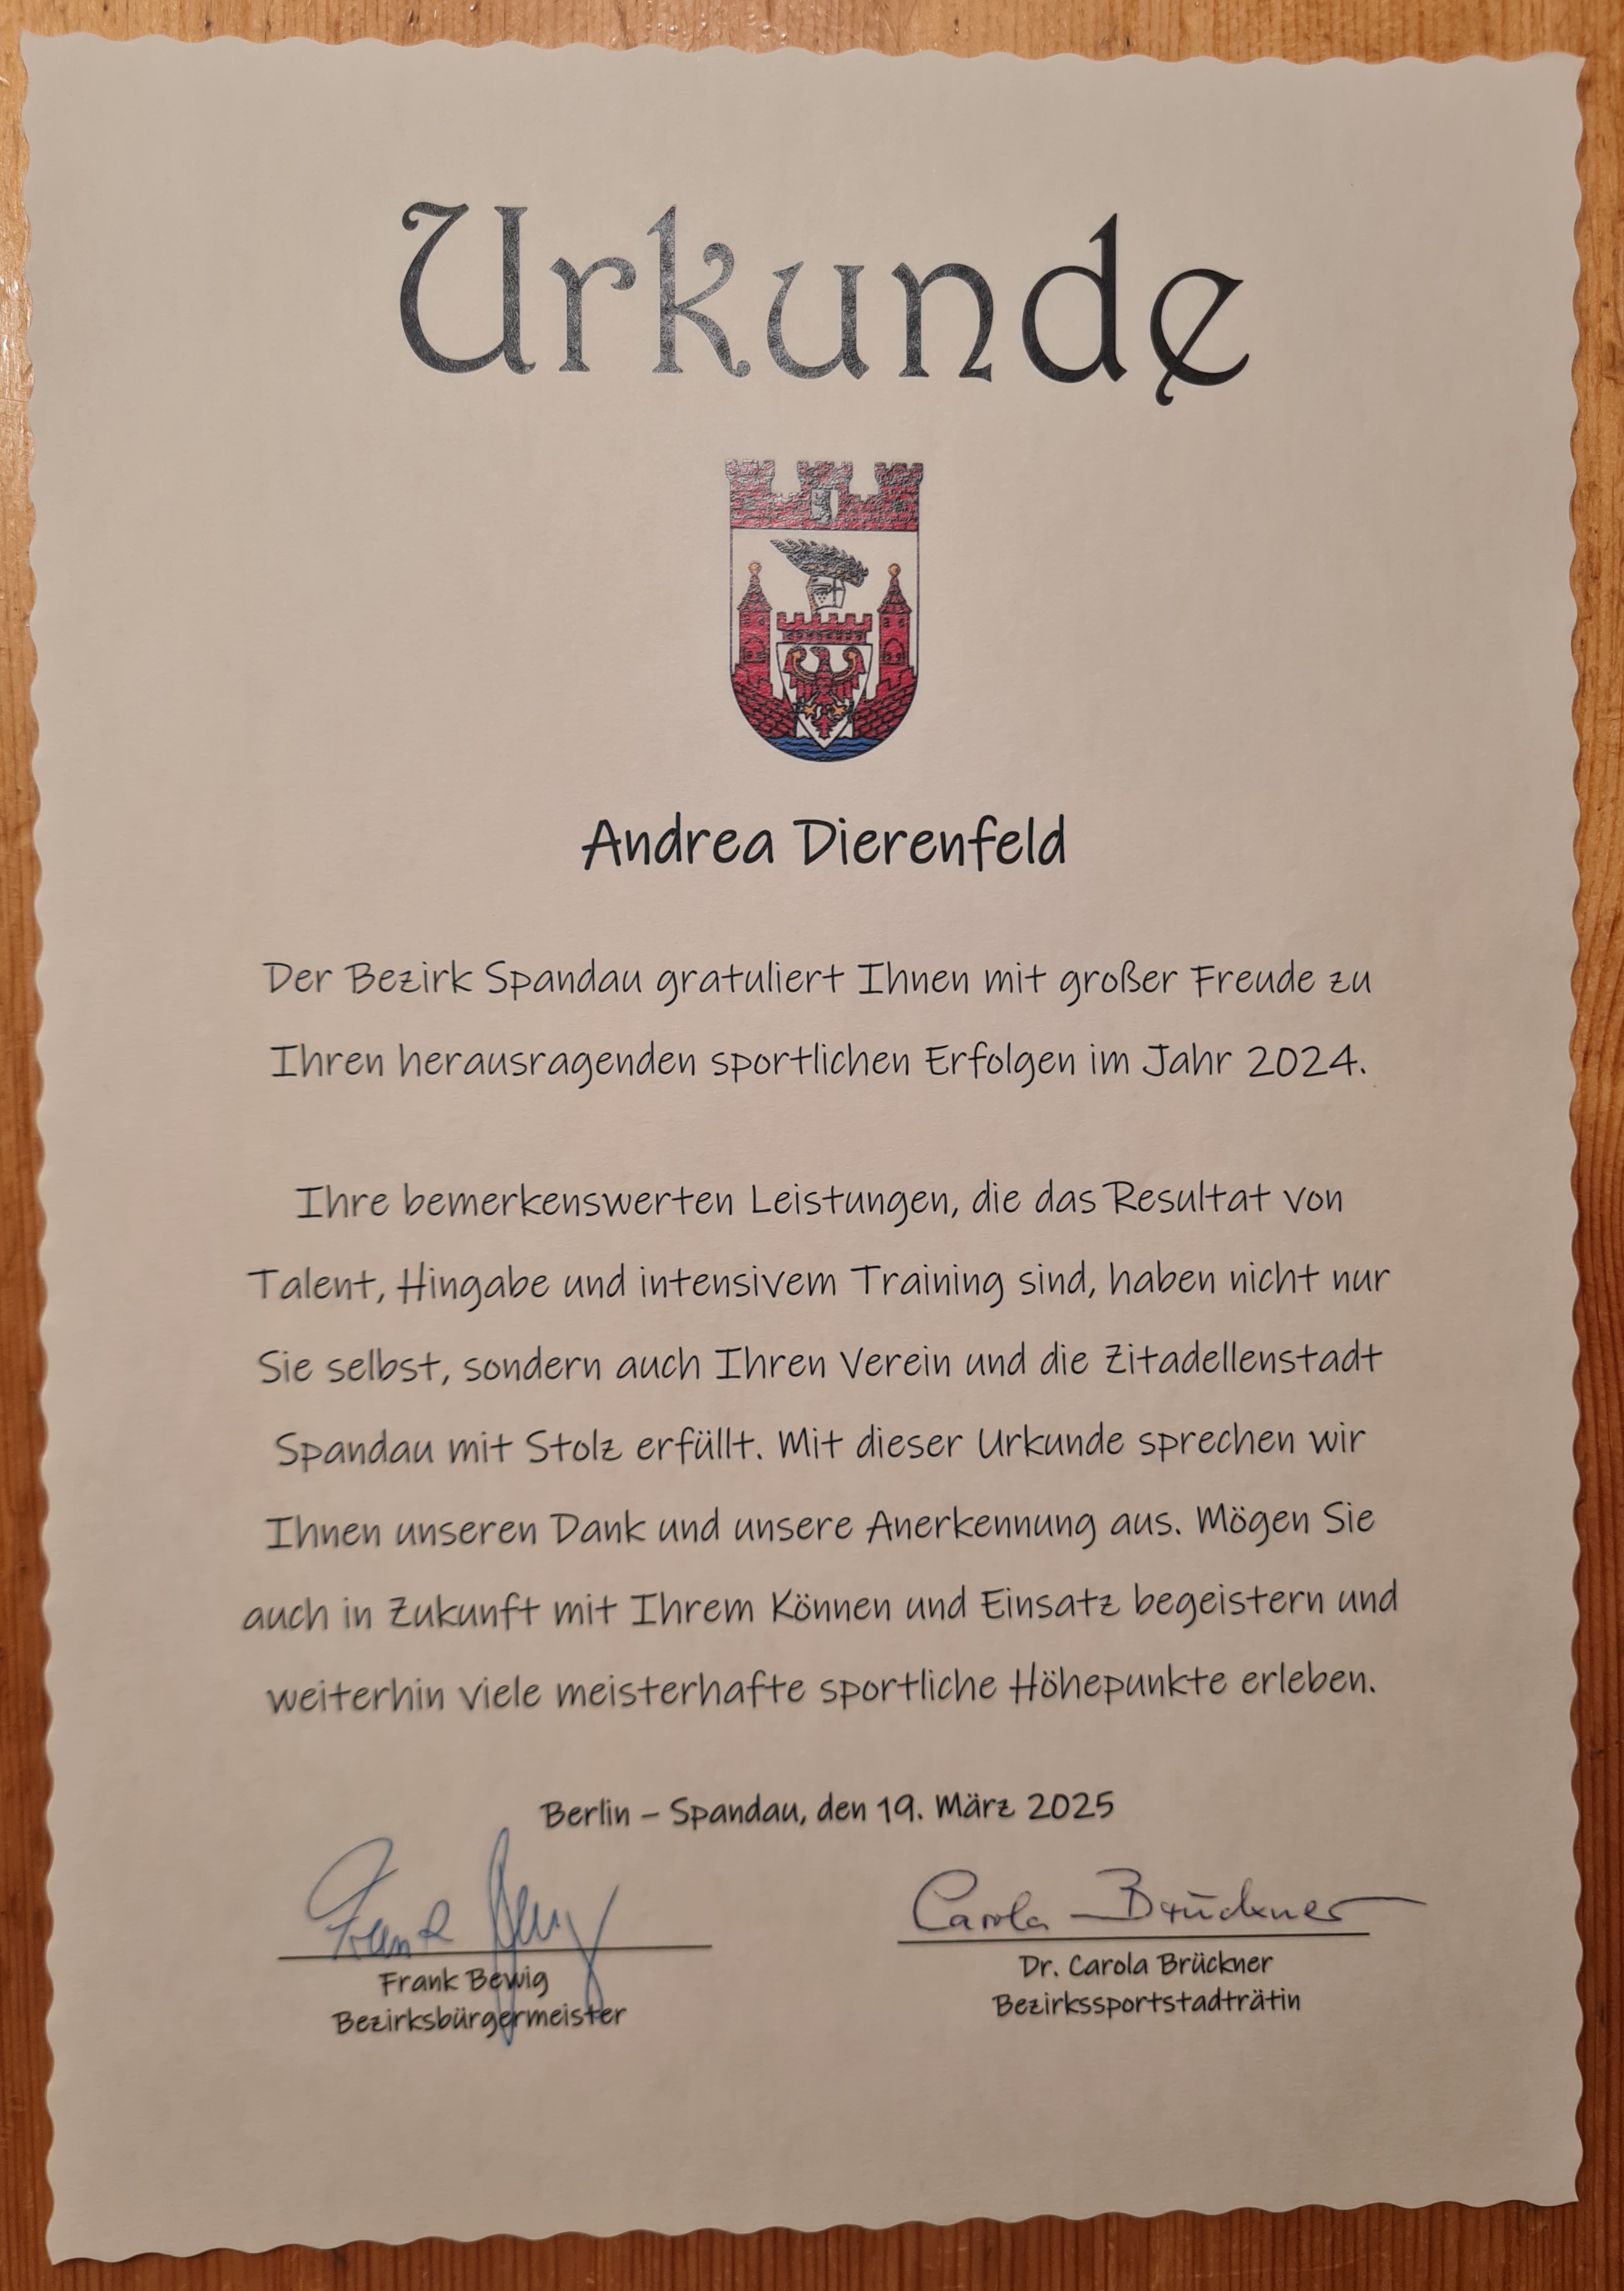 Urkunde
Andrea Dierenfeld
Der Bezirk Spandau gratuliert Ihnen mit großer Freude zu
Ihren herausragenden sportlichen Erfolgen im Jahr 2024.
Ihre bemerkenswerten Leistungen, die das Resultat von
Talent, Hingabe und intensivem Training sind, haben nicht nur
Sie selbst, sondern auch Ihren Verein und die Zitadellenstadt
Spandau mit Stolz erfüllt. Mit dieser Urkunde sprechen wir
Ihnen unseren Dank und unsere Anerkennung aus. Mögen Sie
auch in Zukunft mit Ihrem Können und Einsatz begeistern und
weiterhin viele meisterhafte sportliche Höhepunkte erleben.
Berlin – Spandau, den 19. März 2025
Frank Bewig
Carola Brückner
Frank Bewig
Bezirksbürgermeister
Dr. Carola Brückner
Bezirkssportstadträtin